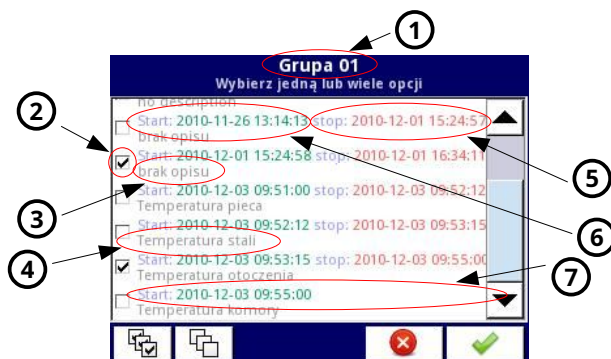 1
Grupa 01
Wybierz jedną lub wiele opcji
no description
2
Start: 2010-11-26 13:14:13 stop: 2010-12-01 15:24:57
brak opisu
Start: 2010-12-01 15:24:58 stop: 2010-12-01 16:34:11
brak opisu
5
3
Start: 2010-12-03 09:51:00 stop: 2010-12-03 09:52:12
Temperatura pieca
6
Start: 2010-12-03 09:52:12 stop: 2010-12-03 09:53:15
Temperatura stali
4
7
Start: 2010-12-03 09:53:15 stop: 2010-12-03 09:55:00
Temperatura otoczenia
Start: 2010-12-03 09:55:00
Temperatura komory